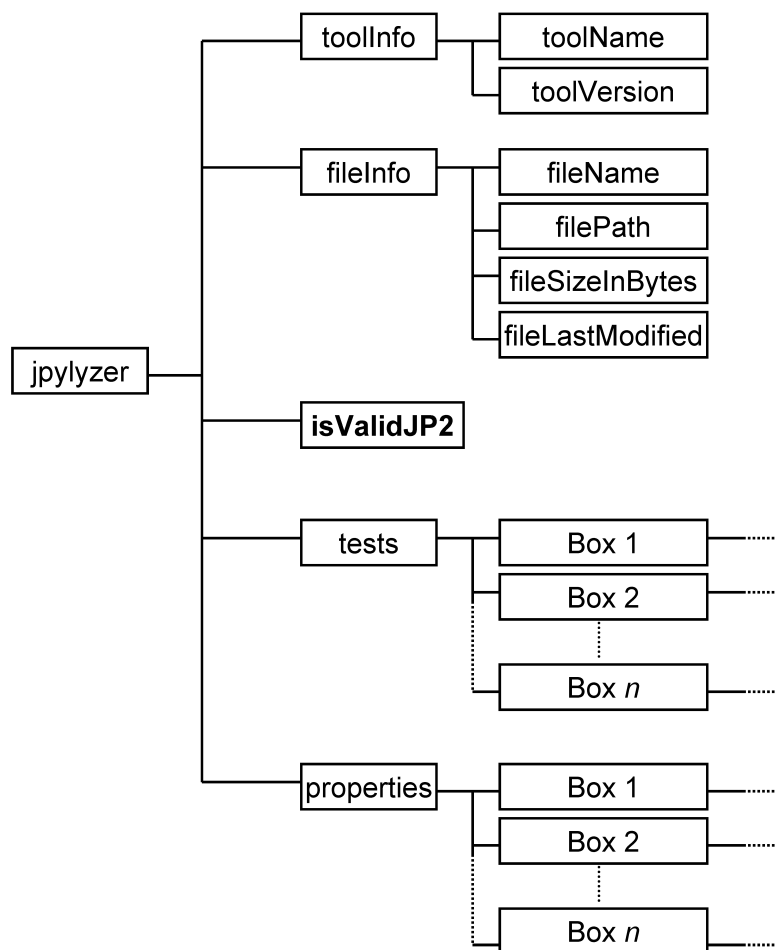 toolInfo
toolName
toolVersion
fileInfo
fileName
filePath
fileSizeInBytes
fileLastModified
jpylyzer
isValidJP2
tests
Box 1
Box 2
Box n
properties
Box 1
Box 2
Box n